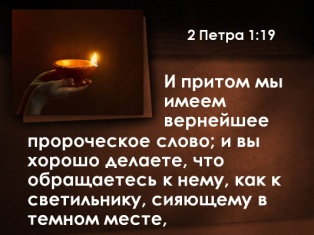 2 Петра 1:19
И притом мы
имеем
вернейшее
пророческое слово; и вы
хорошо делаете, что
обращаетесь к нему, как к
светильнику, сияющему в
темном месте,